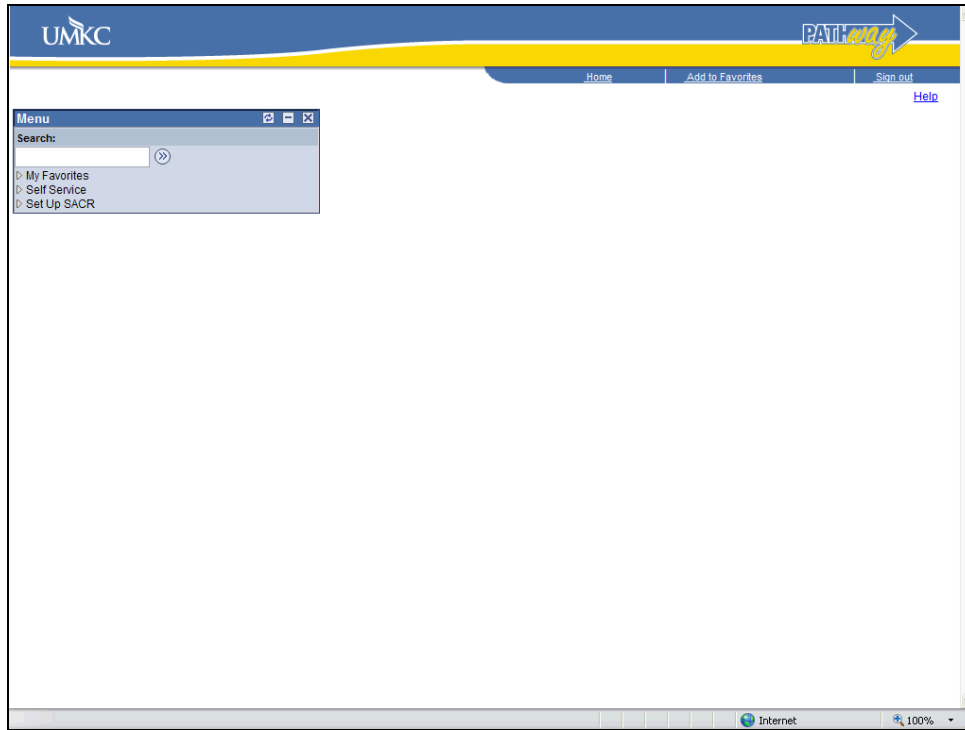 UMKC
PATHway
Home Add to Favorites Sign out
Help
Menu
Search:
My Favorites
Self Service
Set Up SACR
Internet 100%